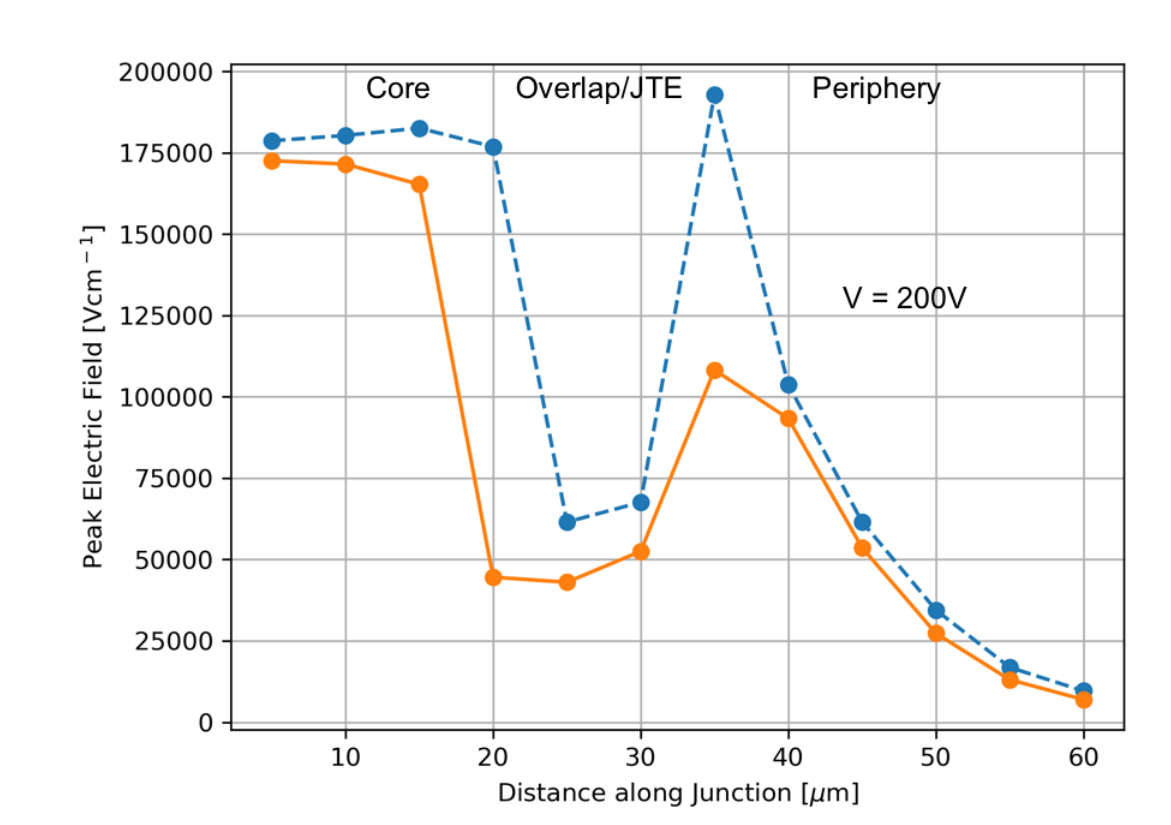 200000
175000
150000
125000
100000
75000
50000
25000
0
Peak Electric Field [Vcm⁻¹]
Core
Overlap/JTE
Periphery
V = 200V
10 20 30 40 50 60
Distance along Junction [μm]